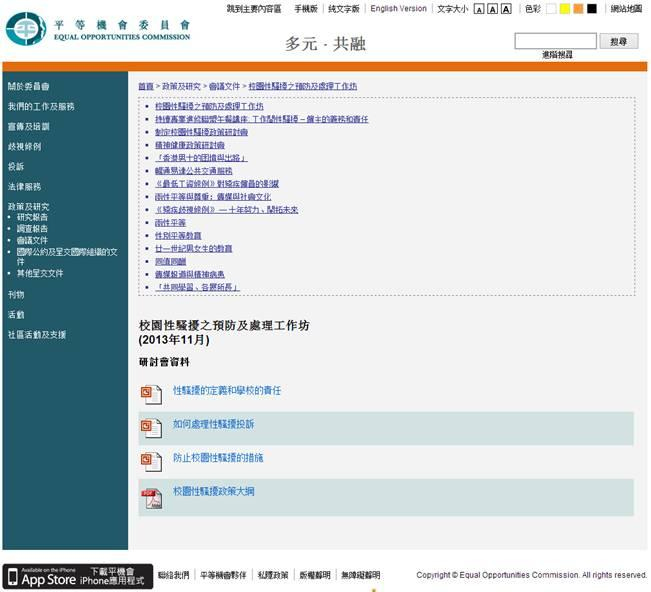 跳到主要內容區 手機版 純文字版 English Version 文字大小 A A A 色彩 網站地圖
平等機會委員會
EQUAL OPPORTUNITIES COMMISSION
多元．共融
搜尋
進階搜尋
關於委員會
我們的工作及服務
宣傳及培訓
歧視條例
投訴
法律服務
政策及研究
研究報告
調查報告
會議文件
國際公約及呈交國際組織的文
件
其他呈交文件
刊物
活動
社區活動及支援
首頁 > 政策及研究 > 會議文件 > 校園性騷擾之預防及處理工作坊
校園性騷擾之預防及處理工作坊
持續專業進修聯盟午餐講座: 工作間性騷擾 – 僱主的義務和責任
制定校園性騷擾政策研討會
精神健康政策研討會
「香港男士的困境與出路」
暢通易達公共交通服務
《最低工資條例》對殘疾僱員的影響
兩性平等與尊重：傳媒與社會文化
《殘疾歧視條例》 — 十年努力、開拓未來
兩性平等
性別平等教育
廿一世紀男女生的教育
同值同酬
傳媒報道與精神病患
「共同學習、各展所長」
校園性騷擾之預防及處理工作坊
(2013年11月)
研討會資料
性騷擾的定義和學校的責任
如何處理性騷擾投訴
防止校園性騷擾的措施
校園性騷擾政策大綱
Available on the iPhone
App Store
下載平機會
iPhone應用程式
聯絡我們 平等機會夥伴 私隱政策 版權聲明 無障礙聲明
Copyright © Equal Opportunities Commission. All rights reserved.